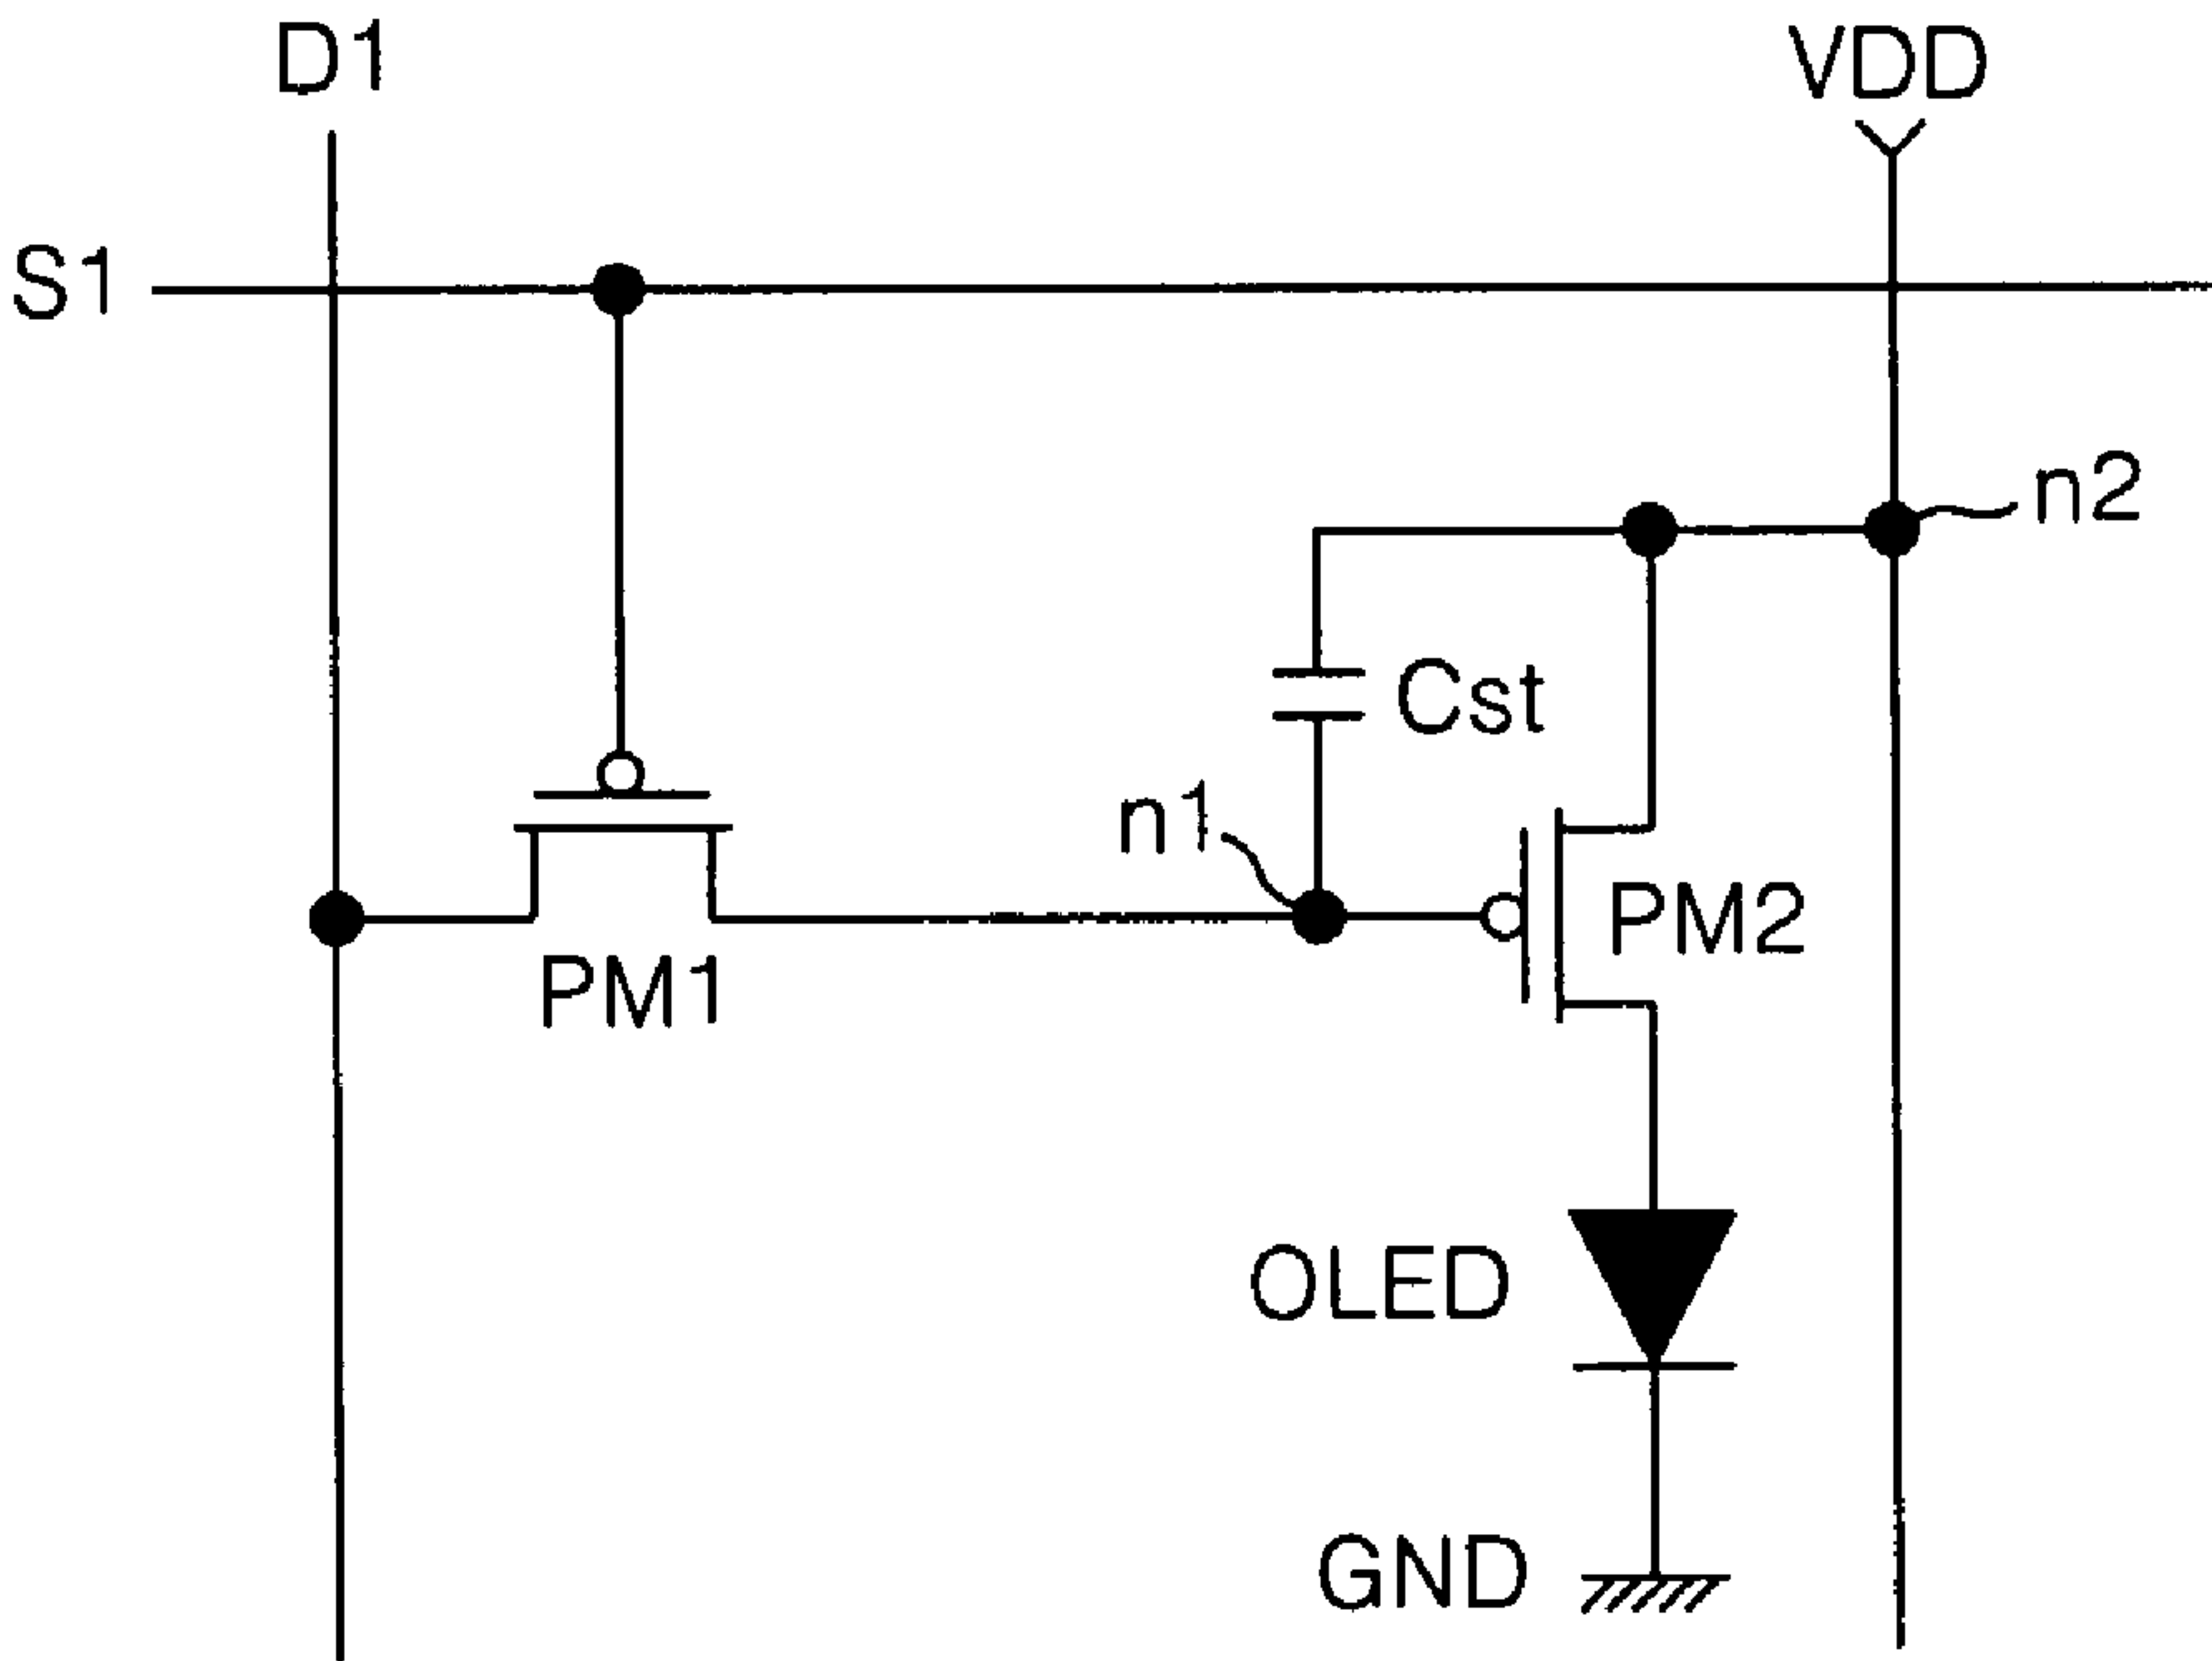 D1
VDD
S1
n2
Cst
n1
PM2
PM1
OLED
GND